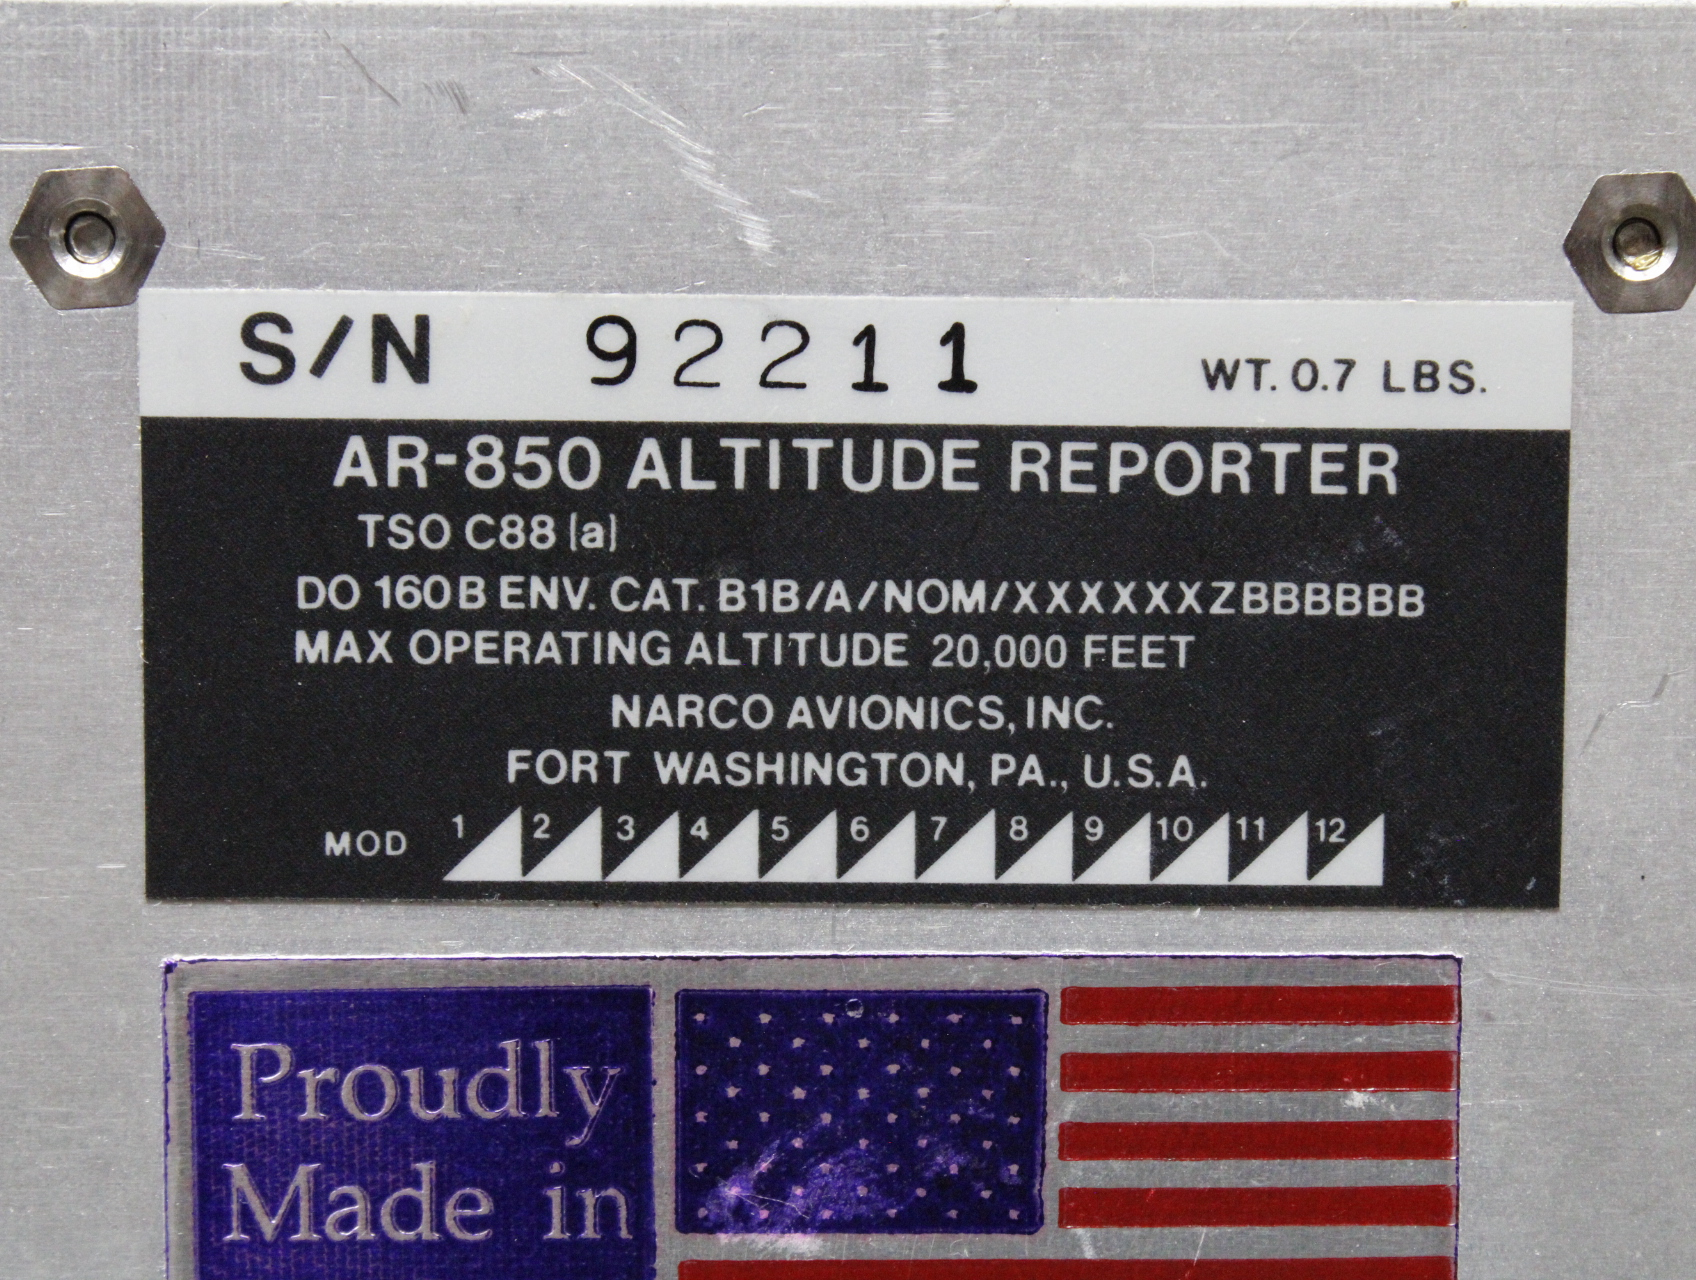 S/N 92211 WT. 0.7 LBS.
AR-850 ALTITUDE REPORTER
TSO C88 (a)
DO 160B ENV. CAT. B1B/A/NOM/XXXXXXZBBBBBB
MAX OPERATING ALTITUDE 20,000 FEET
NARCO AVIONICS, INC.
FORT WASHINGTON, PA., U.S.A.
MOD 1 2 3 4 5 6 7 8 9 10 11 12
Proudly
Made in